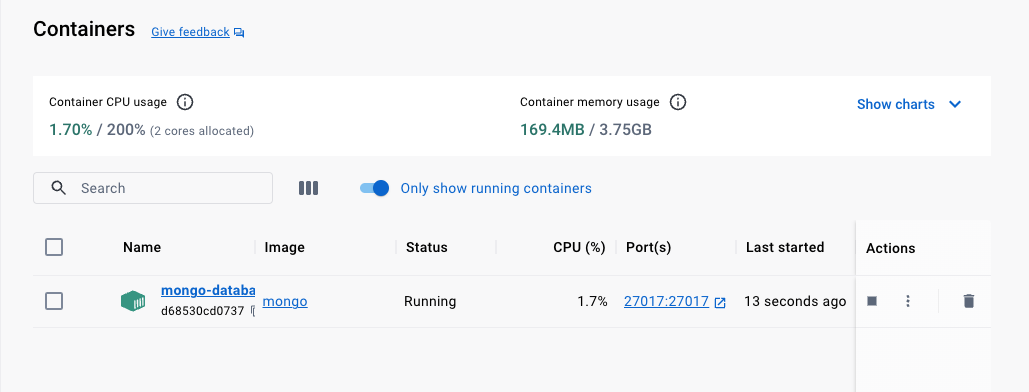 Containers Give feedback
Container CPU usage Container memory usage Show charts
1.70% / 200% (2 cores allocated) 169.4MB / 3.75GB
Search Only show running containers
Name Image Status CPU (%) Port(s) Last started Actions
mongo-databa mongo Running 1.7% 27017:27017 13 seconds ago
d68530cd0737